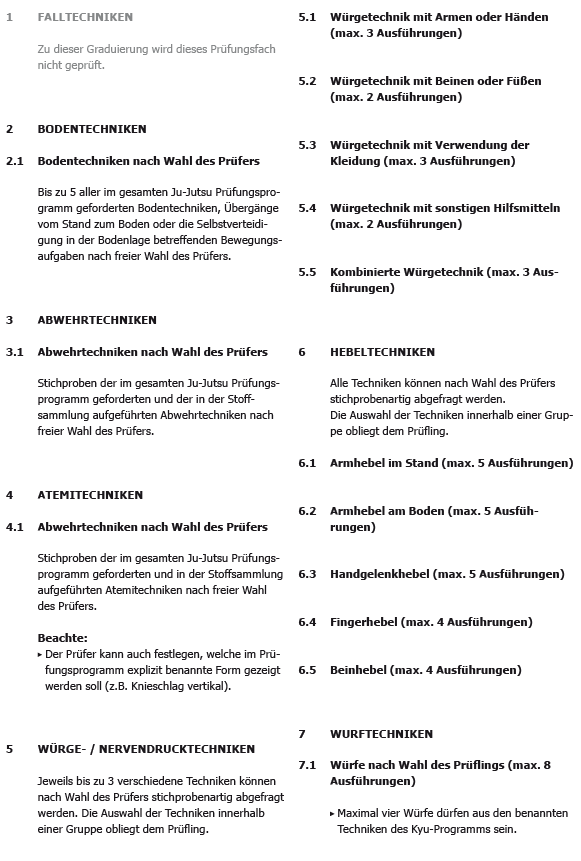 1 FALLTECHNIKEN
Zu dieser Graduierung wird dieses Prüfungsfach
nicht geprüft.
2 BODENTECHNIKEN
2.1 Bodentechniken nach Wahl des Prüfers
Bis zu 5 aller im gesamten Ju-Jutsu Prüfungspro-
gramm geforderten Bodentechniken, Übergänge
vom Stand zum Boden oder die Selbstverteidi-
gung in der Bodenlage betreffenden Bewegungs-
aufgaben nach freier Wahl des Prüfers.
3 ABWEHRTECHNIKEN
3.1 Abwehrtechniken nach Wahl des Prüfers
Stichproben der im gesamten Ju-Jutsu Prüfungs-
programm geforderten und der in der Stoff-
sammlung aufgeführten Abwehrtechniken nach
freier Wahl des Prüfers.
4 ATEMITECHNIKEN
4.1 Abwehrtechniken nach Wahl des Prüfers
Stichproben der im gesamten Ju-Jutsu Prüfungs-
programm geforderten und in der Stoffsammlung
aufgeführten Atemitechniken nach freier Wahl
des Prüfers.
Beachte:
▸ Der Prüfer kann auch festlegen, welche im Prü-
fungsprogramm explizit benannte Form gezeigt
werden soll (z.B. Knieschlag vertikal).
5 WÜRGE- / NERVENDRUCKTECHNIKEN
Jeweils bis zu 3 verschiedene Techniken können
nach Wahl des Prüfers stichprobenartig abgefragt
werden. Die Auswahl der Techniken innerhalb
einer Gruppe obliegt dem Prüfling.
5.1 Würgetechnik mit Armen oder Händen
(max. 3 Ausführungen)
5.2 Würgetechnik mit Beinen oder Füßen
(max. 2 Ausführungen)
5.3 Würgetechnik mit Verwendung der
Kleidung (max. 3 Ausführungen)
5.4 Würgetechnik mit sonstigen Hilfsmitteln
(max. 2 Ausführungen)
5.5 Kombinierte Würgetechnik (max. 3 Aus-
führungen)
6 HEBELTECHNIKEN
Alle Techniken können nach Wahl des Prüfers
stichprobenartig abgefragt werden.
Die Auswahl der Techniken innerhalb einer Grup-
pe obliegt dem Prüfling.
6.1 Armhebel im Stand (max. 5 Ausführungen)
6.2 Armhebel am Boden (max. 5 Ausfüh-
rungen)
6.3 Handgelenkhebel (max. 5 Ausführungen)
6.4 Fingerhebel (max. 4 Ausführungen)
6.5 Beinhebel (max. 4 Ausführungen)
7 WURFTECHNIKEN
7.1 Würfe nach Wahl des Prüflings (max. 8
Ausführungen)
▸ Maximal vier Würfe dürfen aus den benannten
Techniken des Kyu-Programms sein.